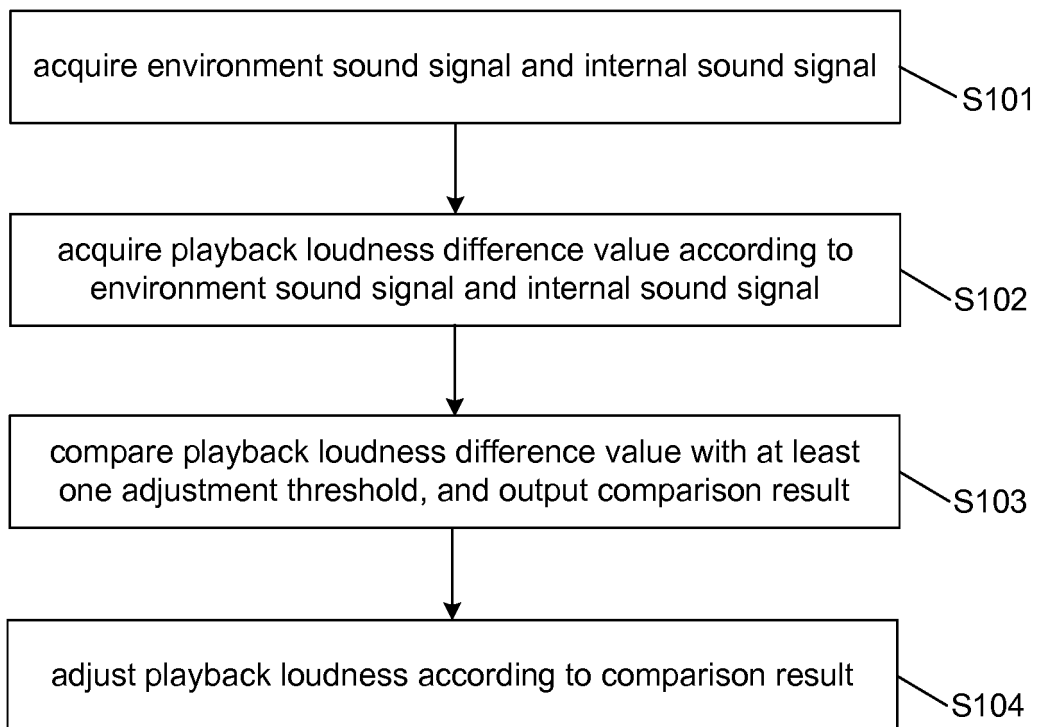 acquire environment sound signal and internal sound signal
S101
acquire playback loudness difference value according to
environment sound signal and internal sound signal
S102
compare playback loudness difference value with at least
one adjustment threshold, and output comparison result
S103
adjust playback loudness according to comparison result
S104